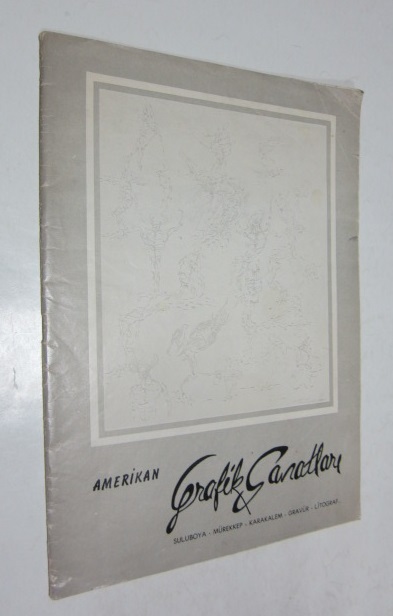 AMERİKAN Grafik Sanatları
SULUBOYA - MÜREKKEP - KARAKALEM - GRAVÜR - LİTOGRAF